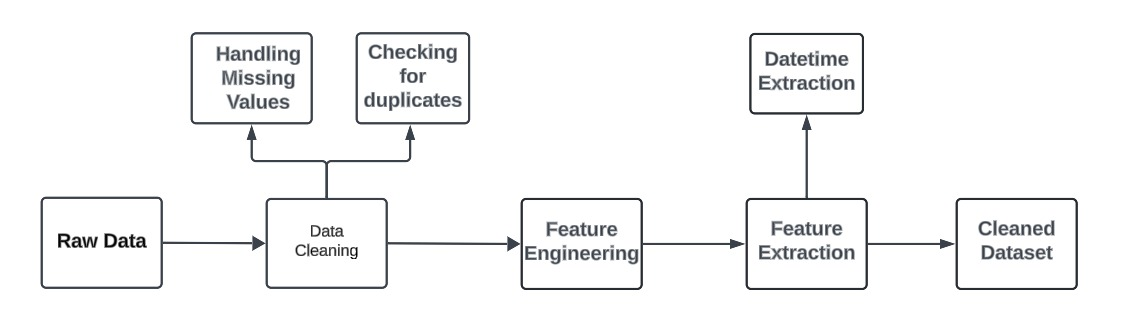 Handling
Missing
Values
Checking
for
duplicates
Datetime
Extraction
Raw Data
Data
Cleaning
Feature
Engineering
Feature
Extraction
Cleaned
Dataset